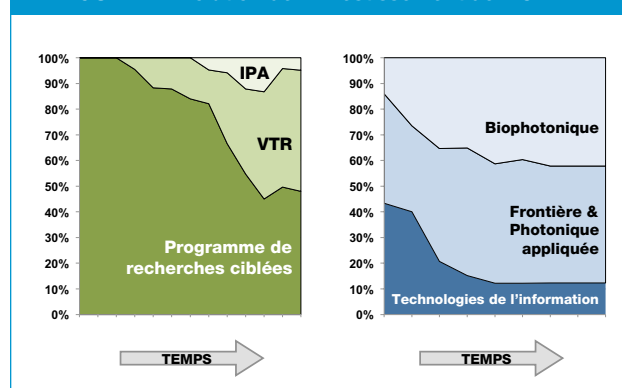 100%
90%
80%
70%
60%
50%
40%
30%
20%
10%
0%
IPA
VTR
Programme de
recherches ciblées
TEMPS
100%
90%
80%
70%
60%
50%
40%
30%
20%
10%
0%
Biophotonique
Frontière &
Photonique
appliquée
Technologies de l'information
TEMPS